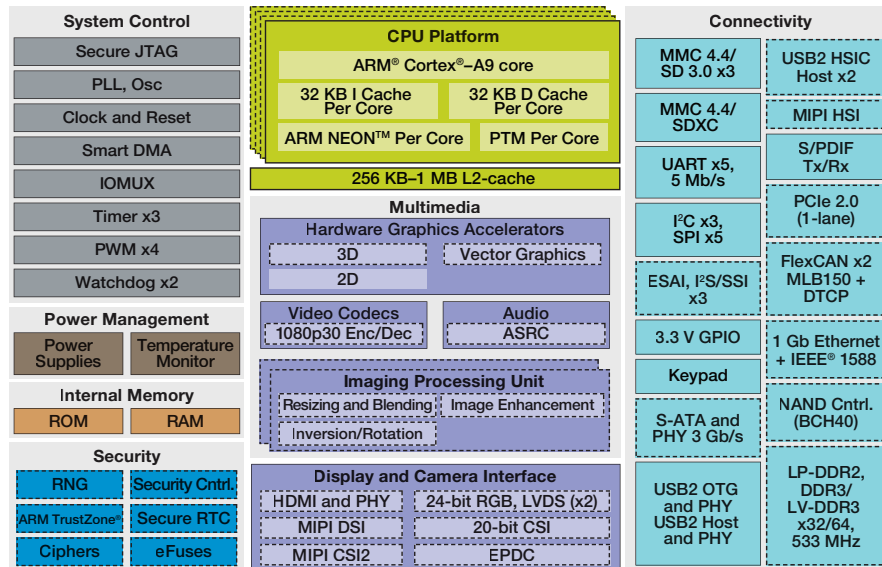 System Control
Secure JTAG
PLL, Osc
Clock and Reset
Smart DMA
IOMUX
Timer x3
PWM x4
Watchdog x2
Power Management
Power
Supplies
Temperature
Monitor
Internal Memory
ROM
RAM
Security
RNG
Security Cntrl.
ARM TrustZone®
Secure RTC
Ciphers
eFuses
CPU Platform
ARM® Cortex®–A9 core
32 KB I Cache
Per Core
32 KB D Cache
Per Core
ARM NEON™ Per Core
PTM Per Core
256 KB–1 MB L2-cache
Multimedia
Hardware Graphics Accelerators
3D
Vector Graphics
2D
Video Codecs
1080p30 Enc/Dec
Audio
ASRC
Imaging Processing Unit
Resizing and Blending
Image Enhancement
Inversion/Rotation
Display and Camera Interface
HDMI and PHY
24-bit RGB, LVDS (x2)
MIPI DSI
20-bit CSI
MIPI CSI2
EPDC
Connectivity
MMC 4.4/
SD 3.0 x3
MMC 4.4/
SDXC
UART x5,
5 Mb/s
I²C x3,
SPI x5
ESAI, I²S/SSI
x3
3.3 V GPIO
Keypad
S-ATA and
PHY 3 Gb/s
USB2 OTG
and PHY
USB2 Host
and PHY
USB2 HSIC
Host x2
MIPI HSI
S/PDIF
Tx/Rx
PCIe 2.0
(1-lane)
FlexCAN x2
MLB150 +
DTCP
1 Gb Ethernet
+ IEEE® 1588
NAND Cntrl.
(BCH40)
LP-DDR2,
DDR3/
LV-DDR3
x32/64,
533 MHz